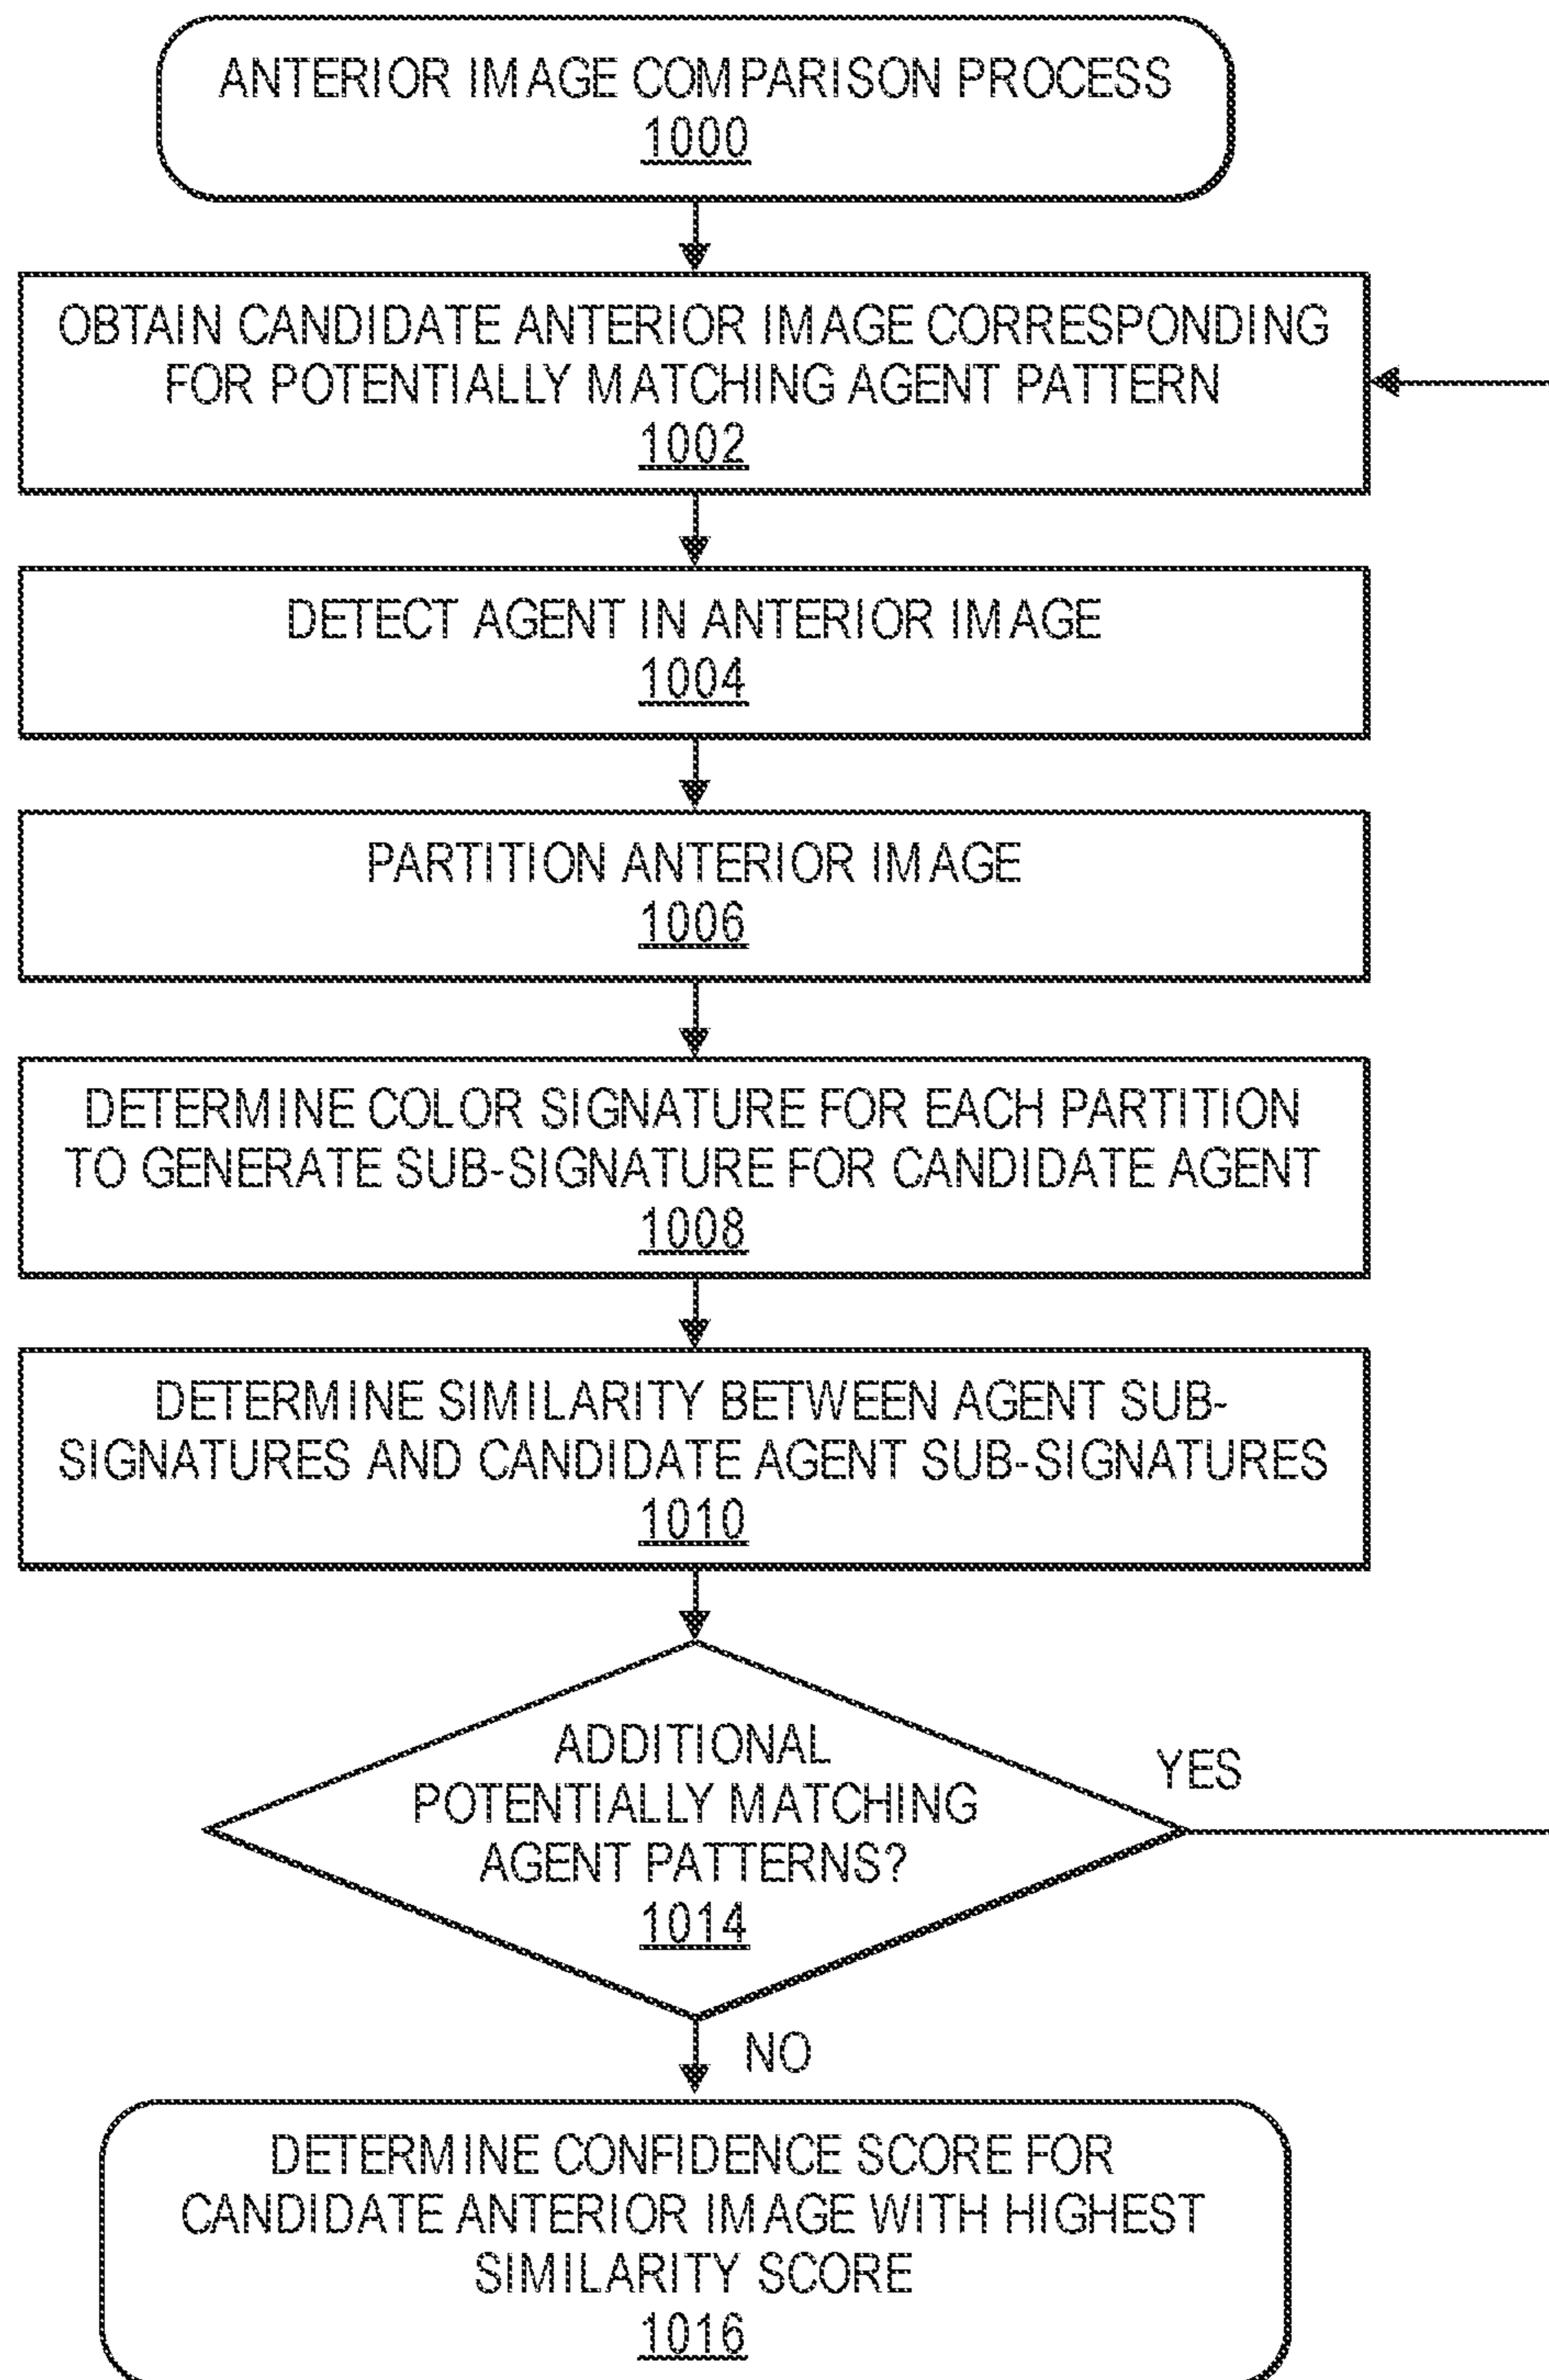 ANTERIOR IMAGE COMPARISON PROCESS
1000
OBTAIN CANDIDATE ANTERIOR IMAGE CORRESPONDING
FOR POTENTIALLY MATCHING AGENT PATTERN
1002
DETECT AGENT IN ANTERIOR IMAGE
1004
PARTITION ANTERIOR IMAGE
1006
DETERMINE COLOR SIGNATURE FOR EACH PARTITION
TO GENERATE SUB-SIGNATURE FOR CANDIDATE AGENT
1008
DETERMINE SIMILARITY BETWEEN AGENT SUB-
SIGNATURES AND CANDIDATE AGENT SUB-SIGNATURES
1010
ADDITIONAL
POTENTIALLY MATCHING
AGENT PATTERNS?
1014
YES
NO
DETERMINE CONFIDENCE SCORE FOR
CANDIDATE ANTERIOR IMAGE WITH HIGHEST
SIMILARITY SCORE
1016